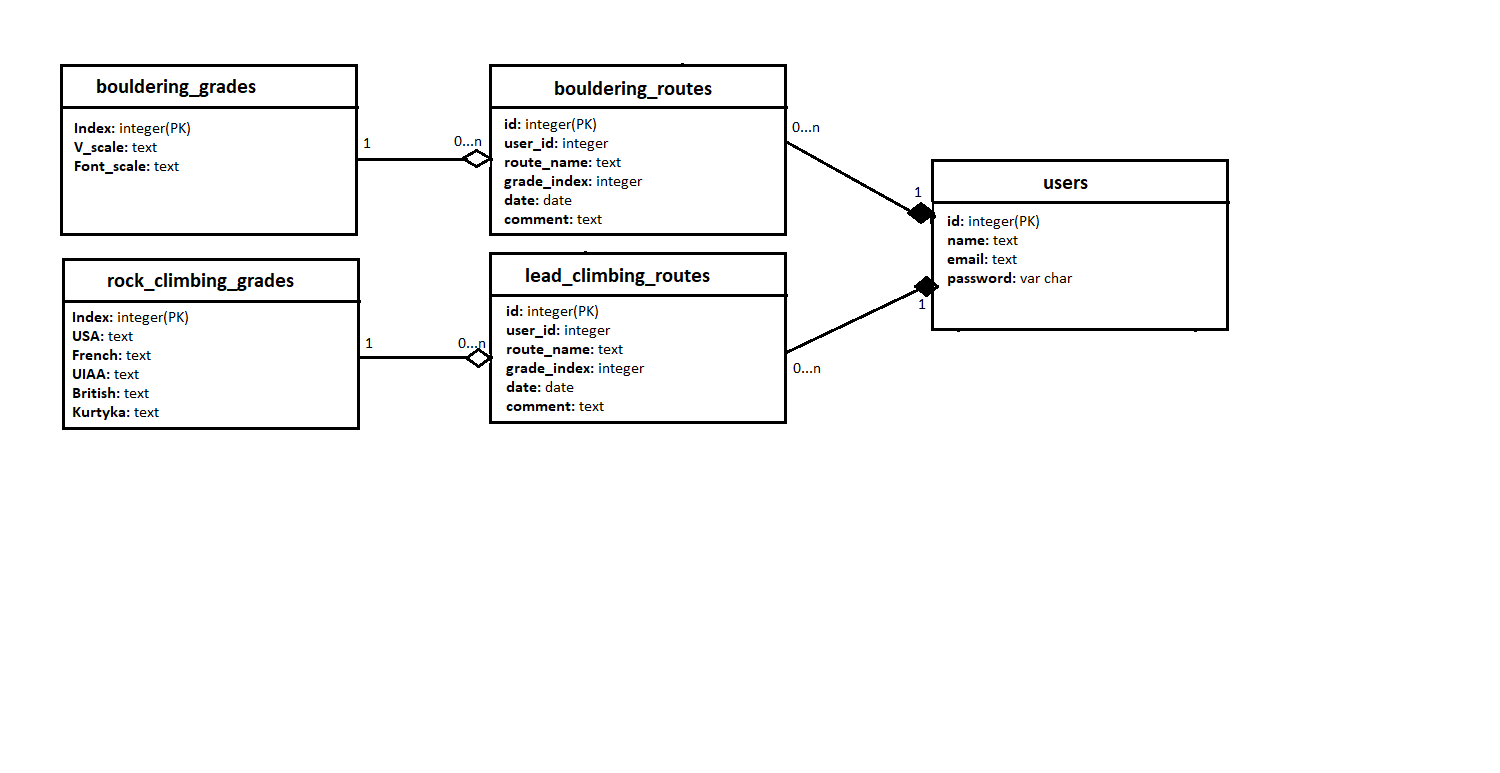 bouldering_grades
Index: integer(PK)
V_scale: text
Font_scale: text
1
0...n
bouldering_routes
id: integer(PK)
user_id: integer
route_name: text
grade_index: integer
date: date
comment: text
0...n
1
users
id: integer(PK)
name: text
email: text
password: var char
rock_climbing_grades
Index: integer(PK)
USA: text
French: text
UIAA: text
British: text
Kurtyka: text
1
0...n
lead_climbing_routes
id: integer(PK)
user_id: integer
route_name: text
grade_index: integer
date: date
comment: text
0...n
1